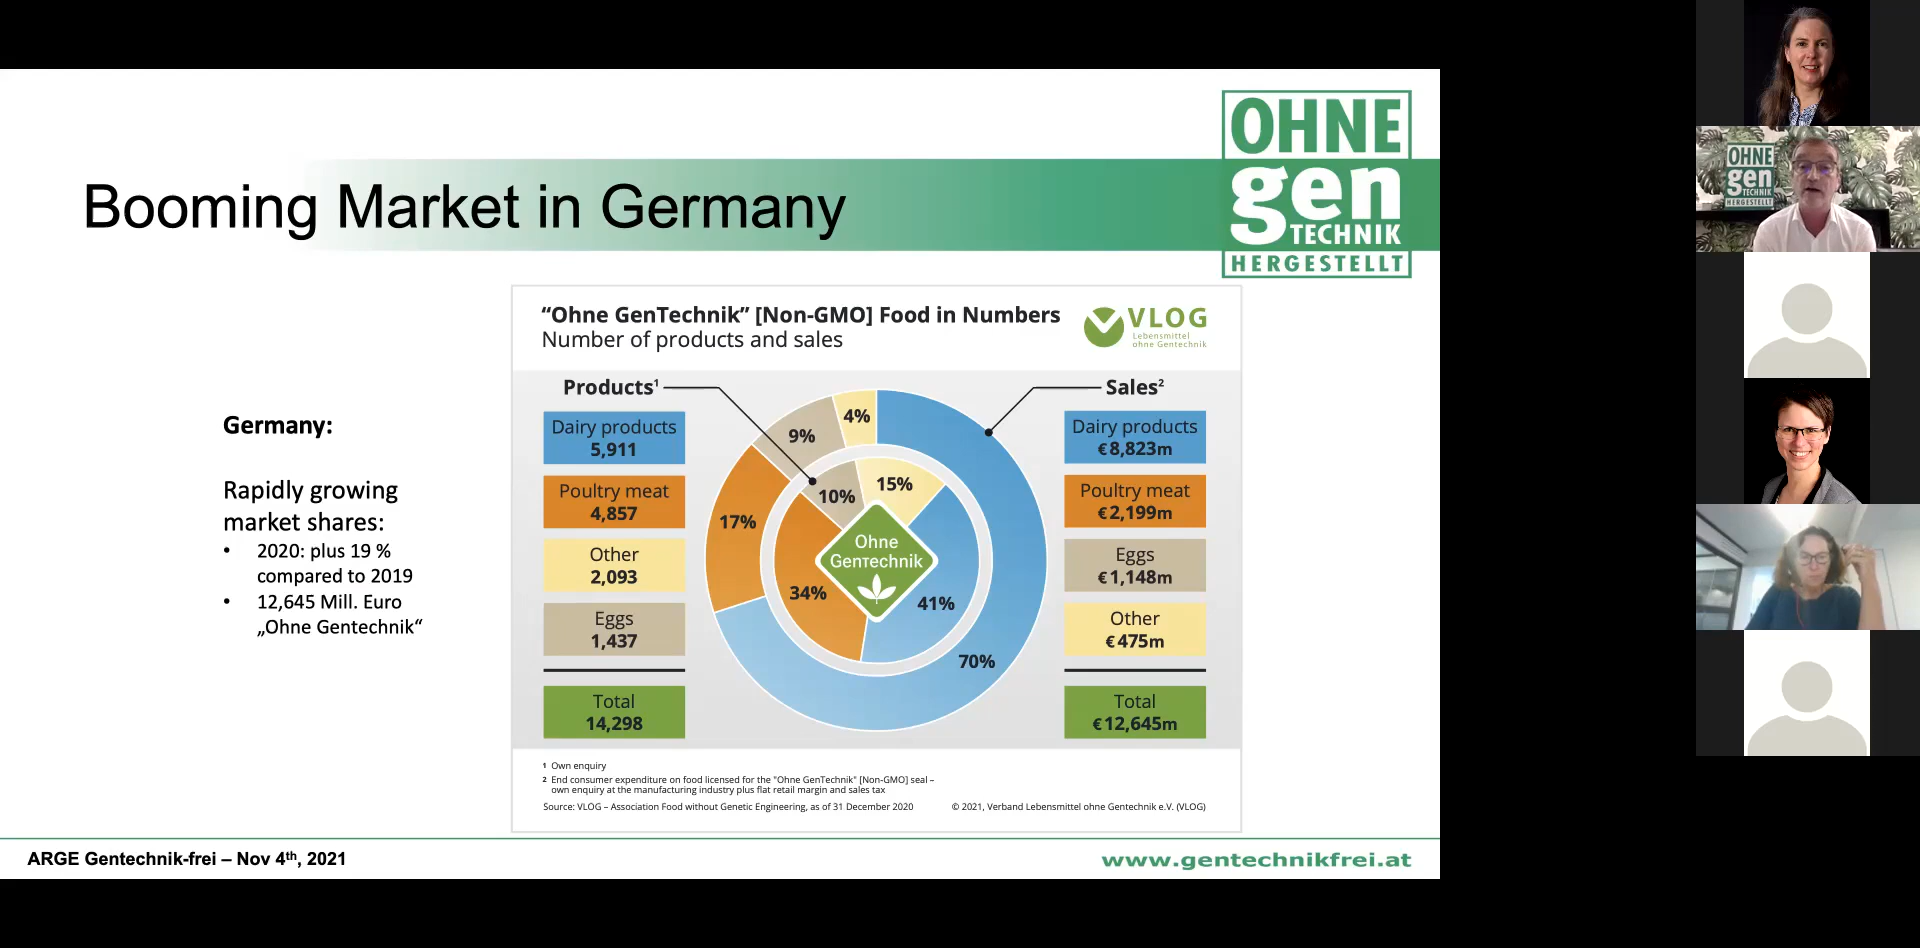 OHNE
gen
TECHNIK
HERGESTELLT
Booming Market in Germany
Germany:
Rapidly growing
market shares:
• 2020: plus 19 %
compared to 2019
• 12,645 Mill. Euro
„Ohne Gentechnik“
“Ohne GenTechnik” [Non-GMO] Food in Numbers
Number of products and sales
VLOG
Lebensmittel
ohne Gentechnik
Products¹
Dairy products
5,911
Poultry meat
4,857
Other
2,093
Eggs
1,437
Total
14,298
4%
9%
17%
70%
10%
15%
34%
41%
Ohne
Gentechnik
Sales²
Dairy products
€ 8,823m
Poultry meat
€ 2,199m
Eggs
€ 1,148m
Other
€ 475m
Total
€ 12,645m
1 Own enquiry
2 End consumer expenditure on food licensed for the "Ohne GenTechnik" [Non-GMO] seal –
own enquiry at the manufacturing industry plus flat retail margin and sales tax
Source: VLOG – Association Food without Genetic Engineering, as of 31 December 2020
© 2021, Verband Lebensmittel ohne Gentechnik e.V. (VLOG)
ARGE Gentechnik-frei – Nov 4th, 2021
www.gentechnikfrei.at
OHNE
gen
TECHNIK
HERGESTELLT